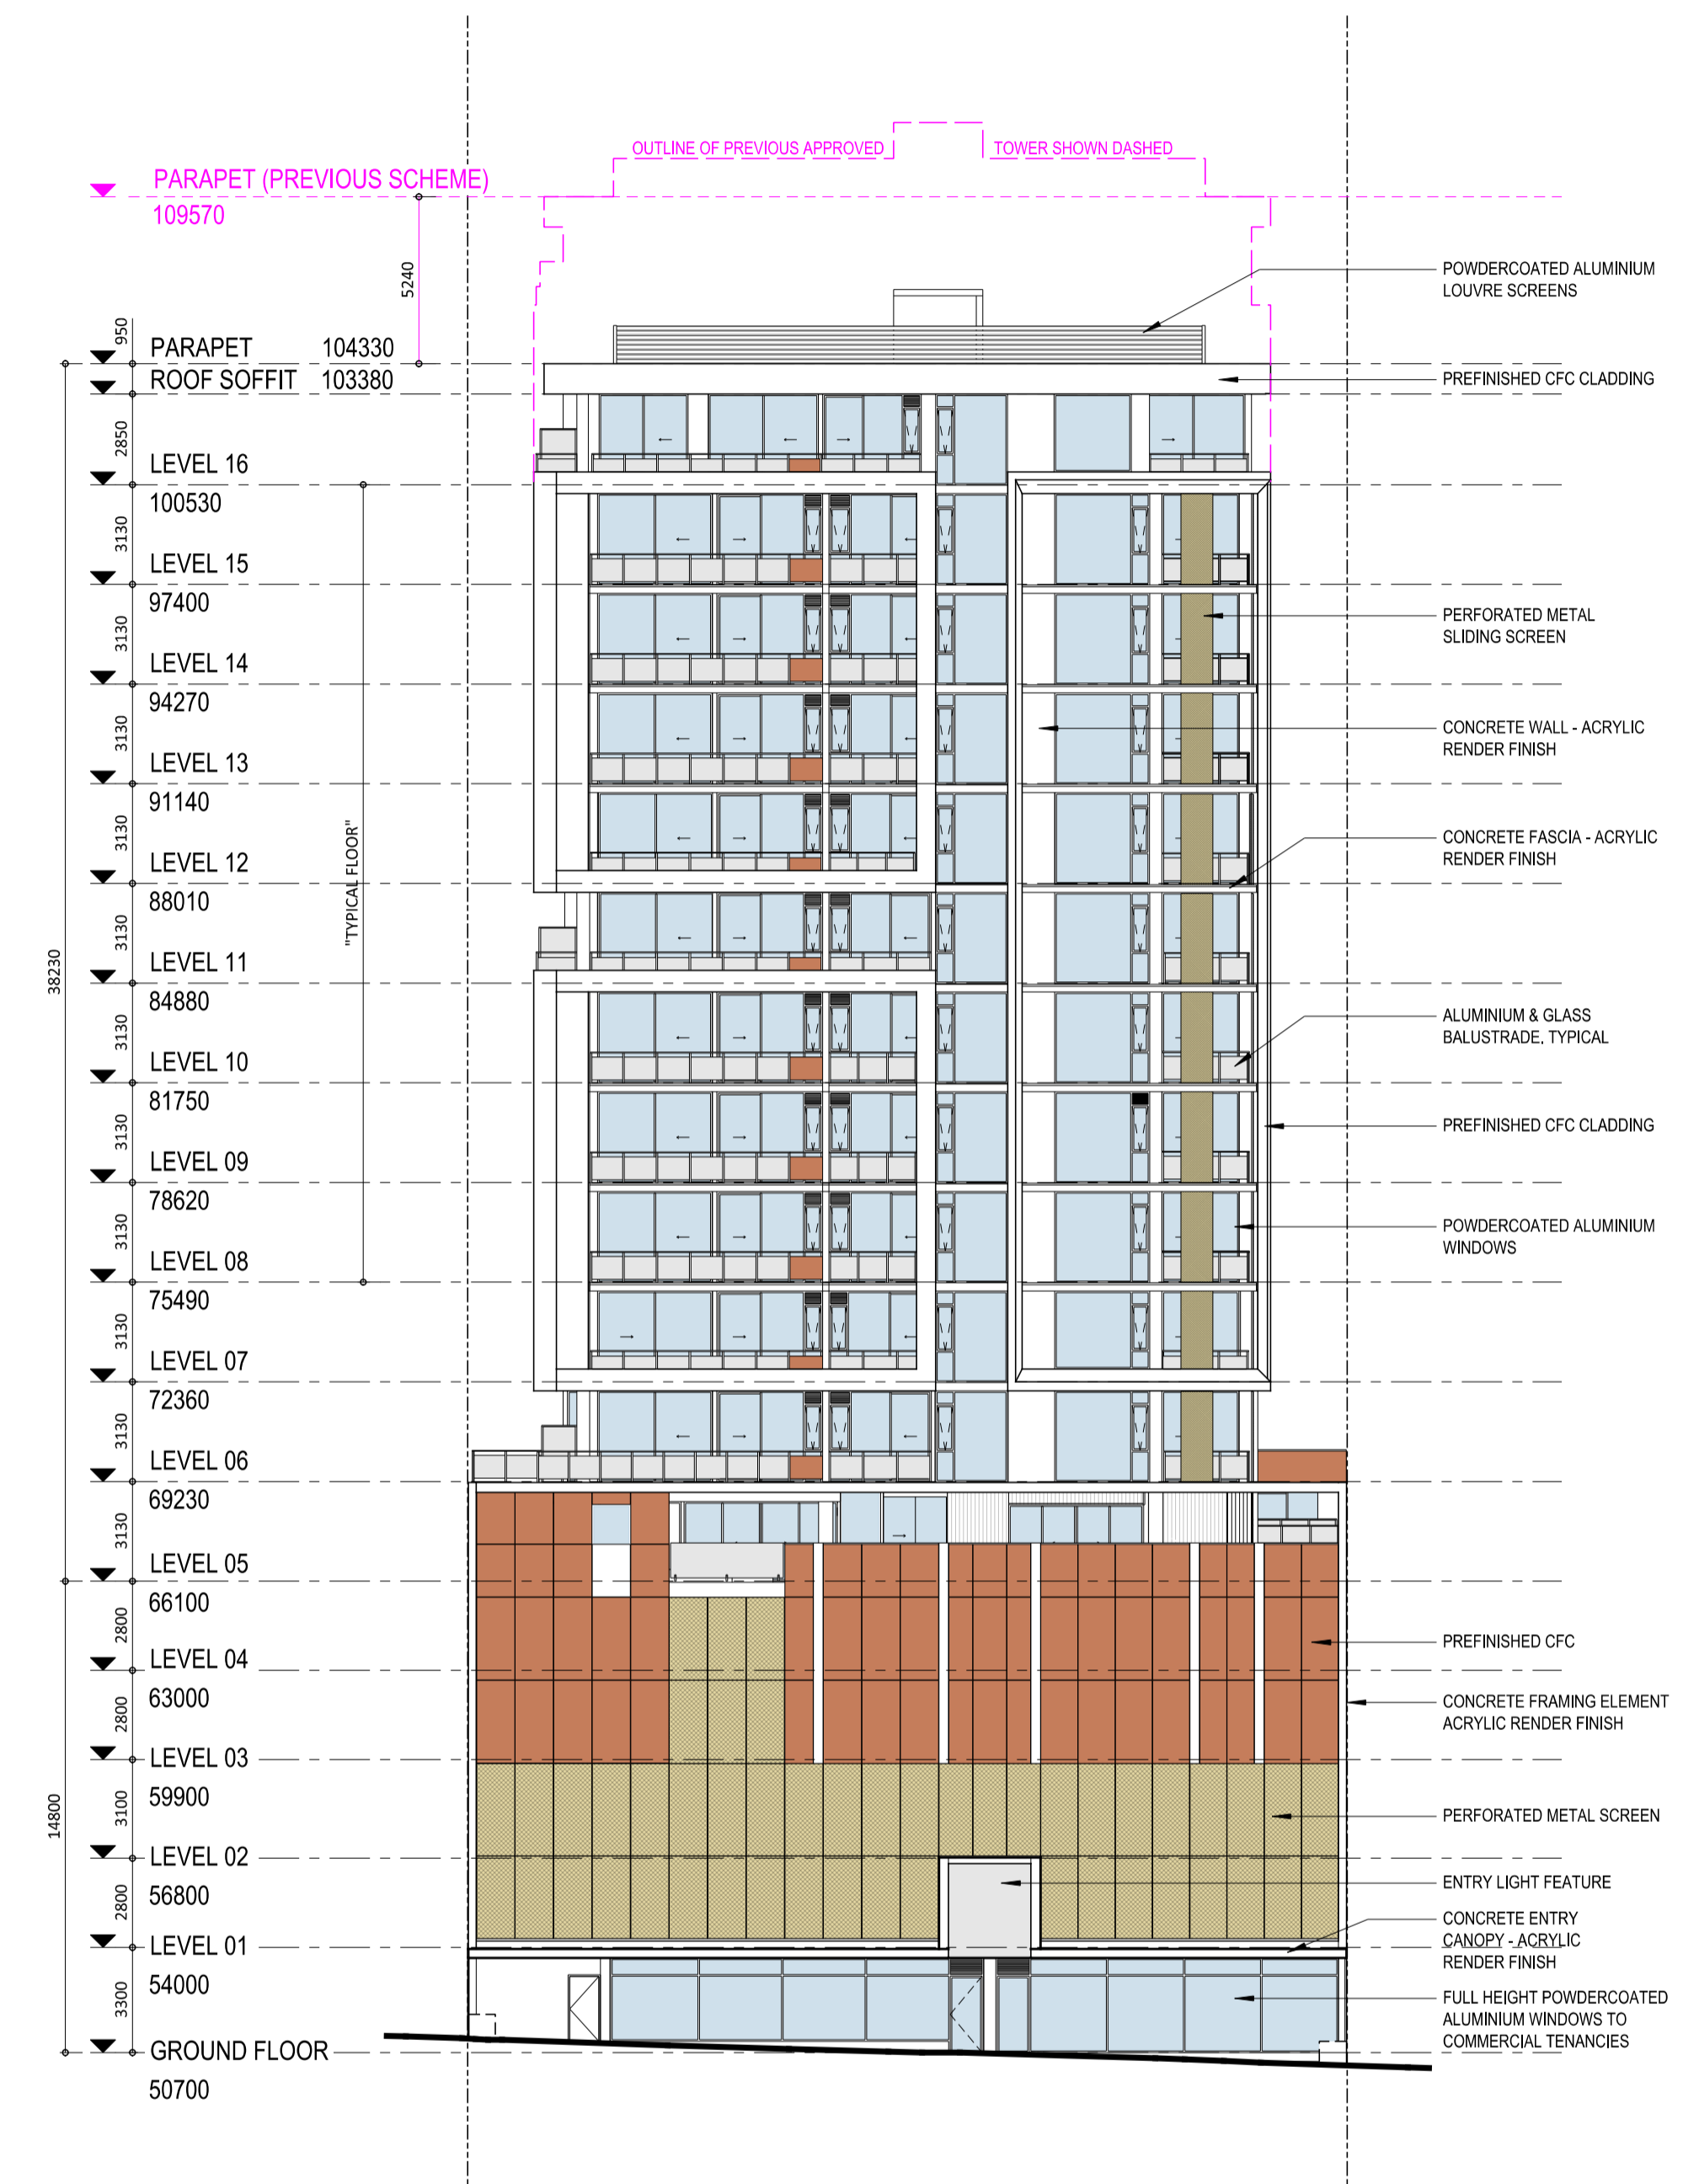 OUTLINE OF PREVIOUS APPROVED TOWER SHOWN DASHED
PARAPET (PREVIOUS SCHEME)
109570
5240
950
PARAPET 104330
ROOF SOFFIT 103380
2850
LEVEL 16
100530
3130
LEVEL 15
97400
3130
LEVEL 14
94270
3130
LEVEL 13
91140
3130
LEVEL 12
88010
3130
LEVEL 11
84880
3130
LEVEL 10
81750
3130
LEVEL 09
78620
3130
LEVEL 08
75490
3130
LEVEL 07
72360
3130
LEVEL 06
69230
3130
LEVEL 05
66100
2800
LEVEL 04
63000
2800
LEVEL 03
59900
3100
LEVEL 02
56800
2800
LEVEL 01
54000
3300
GROUND FLOOR
50700
38230
14800
"TYPICAL FLOOR"
POWDERCOATED ALUMINIUM
LOUVRE SCREENS
PREFINISHED CFC CLADDING
PERFORATED METAL
SLIDING SCREEN
CONCRETE WALL - ACRYLIC
RENDER FINISH
CONCRETE FASCIA - ACRYLIC
RENDER FINISH
ALUMINIUM & GLASS
BALUSTRADE, TYPICAL
PREFINISHED CFC CLADDING
POWDERCOATED ALUMINIUM
WINDOWS
PREFINISHED CFC
CONCRETE FRAMING ELEMENT
ACRYLIC RENDER FINISH
PERFORATED METAL SCREEN
ENTRY LIGHT FEATURE
CONCRETE ENTRY
CANOPY - ACRYLIC
RENDER FINISH
FULL HEIGHT POWDERCOATED
ALUMINIUM WINDOWS TO
COMMERCIAL TENANCIES